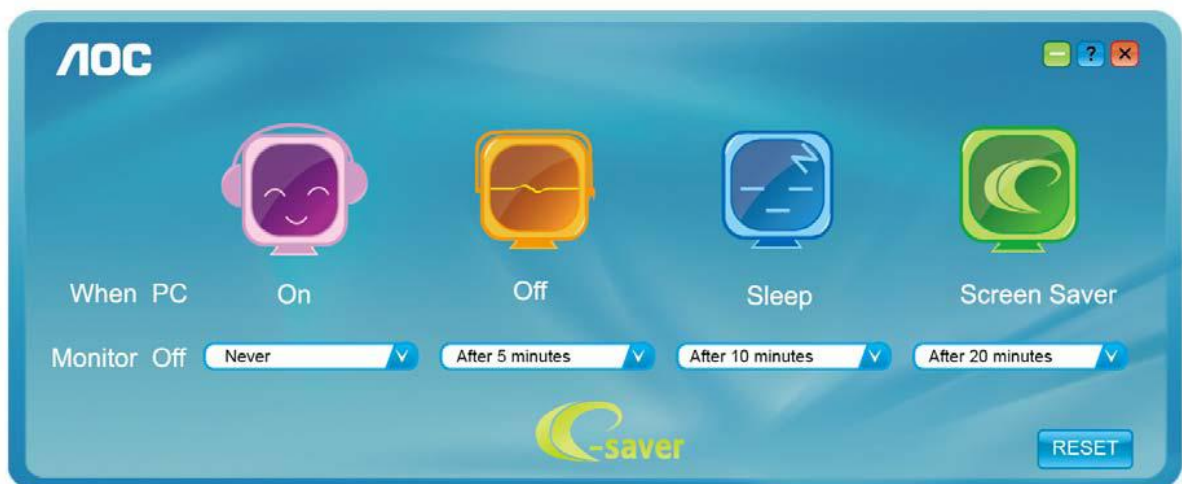 AOC
?
When PC On Off Sleep Screen Saver
Monitor Off Never After 5 minutes After 10 minutes After 20 minutes
e-saver
RESET